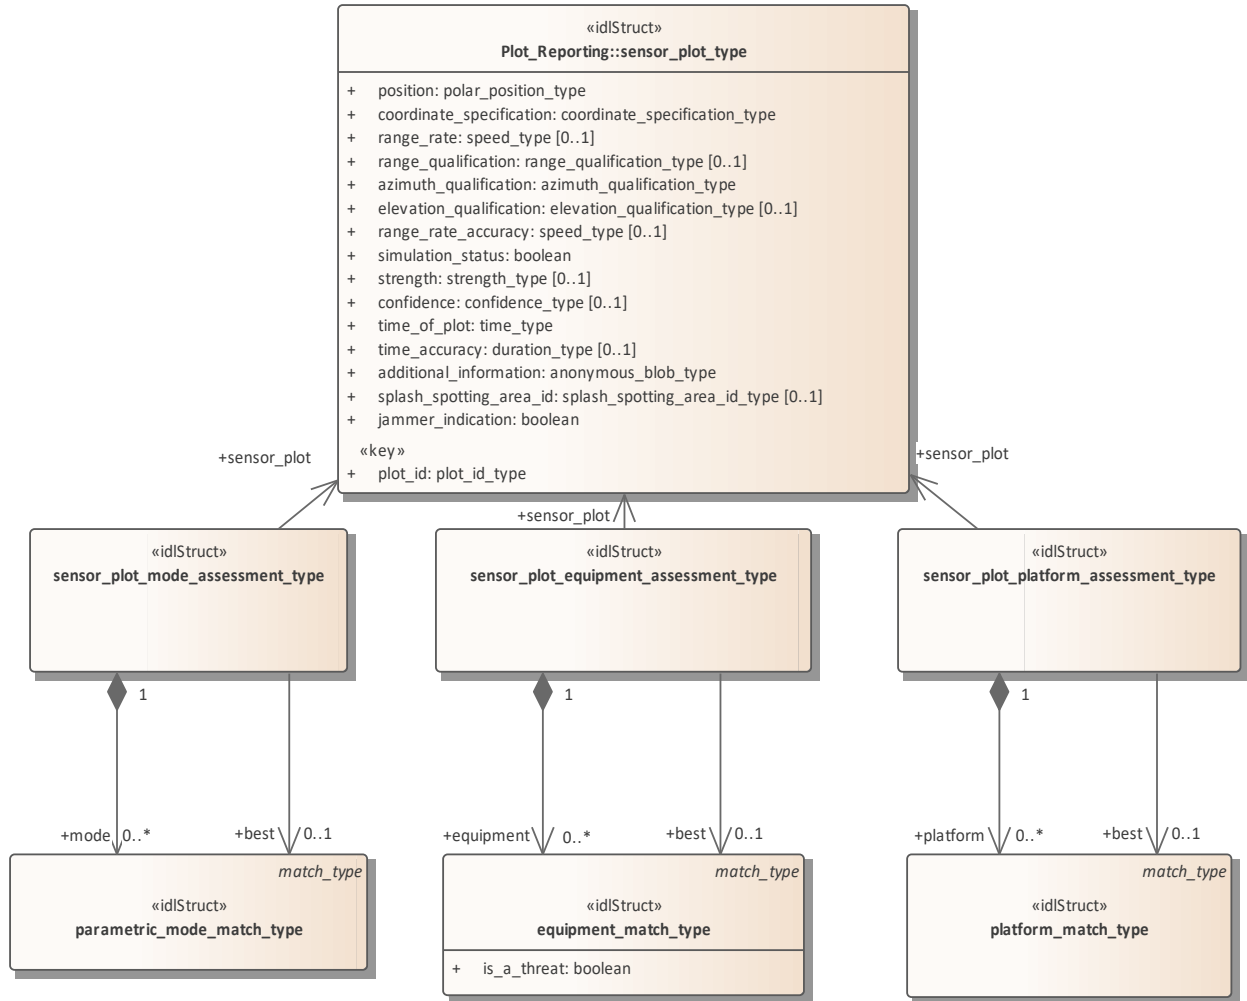 «idlStruct»
Plot_Reporting::sensor_plot_type
+ position: polar_position_type
+ coordinate_specification: coordinate_specification_type
+ range_rate: speed_type [0..1]
+ range_qualification: range_qualification_type [0..1]
+ azimuth_qualification: azimuth_qualification_type
+ elevation_qualification: elevation_qualification_type [0..1]
+ range_rate_accuracy: speed_type [0..1]
+ simulation_status: boolean
+ strength: strength_type [0..1]
+ confidence: confidence_type [0..1]
+ time_of_plot: time_type
+ time_accuracy: duration_type [0..1]
+ additional_information: anonymous_blob_type
+ splash_spotting_area_id: splash_spotting_area_id_type [0..1]
+ jammer_indication: boolean
«key»
+ plot_id: plot_id_type
+sensor_plot
+sensor_plot
+sensor_plot
«idlStruct»
sensor_plot_mode_assessment_type
«idlStruct»
sensor_plot_equipment_assessment_type
«idlStruct»
sensor_plot_platform_assessment_type
1
1
1
+mode 0..*
+best 0..1
+equipment 0..*
+best 0..1
+platform 0..*
+best 0..1
match_type
«idlStruct»
parametric_mode_match_type
match_type
«idlStruct»
equipment_match_type
+ is_a_threat: boolean
match_type
«idlStruct»
platform_match_type